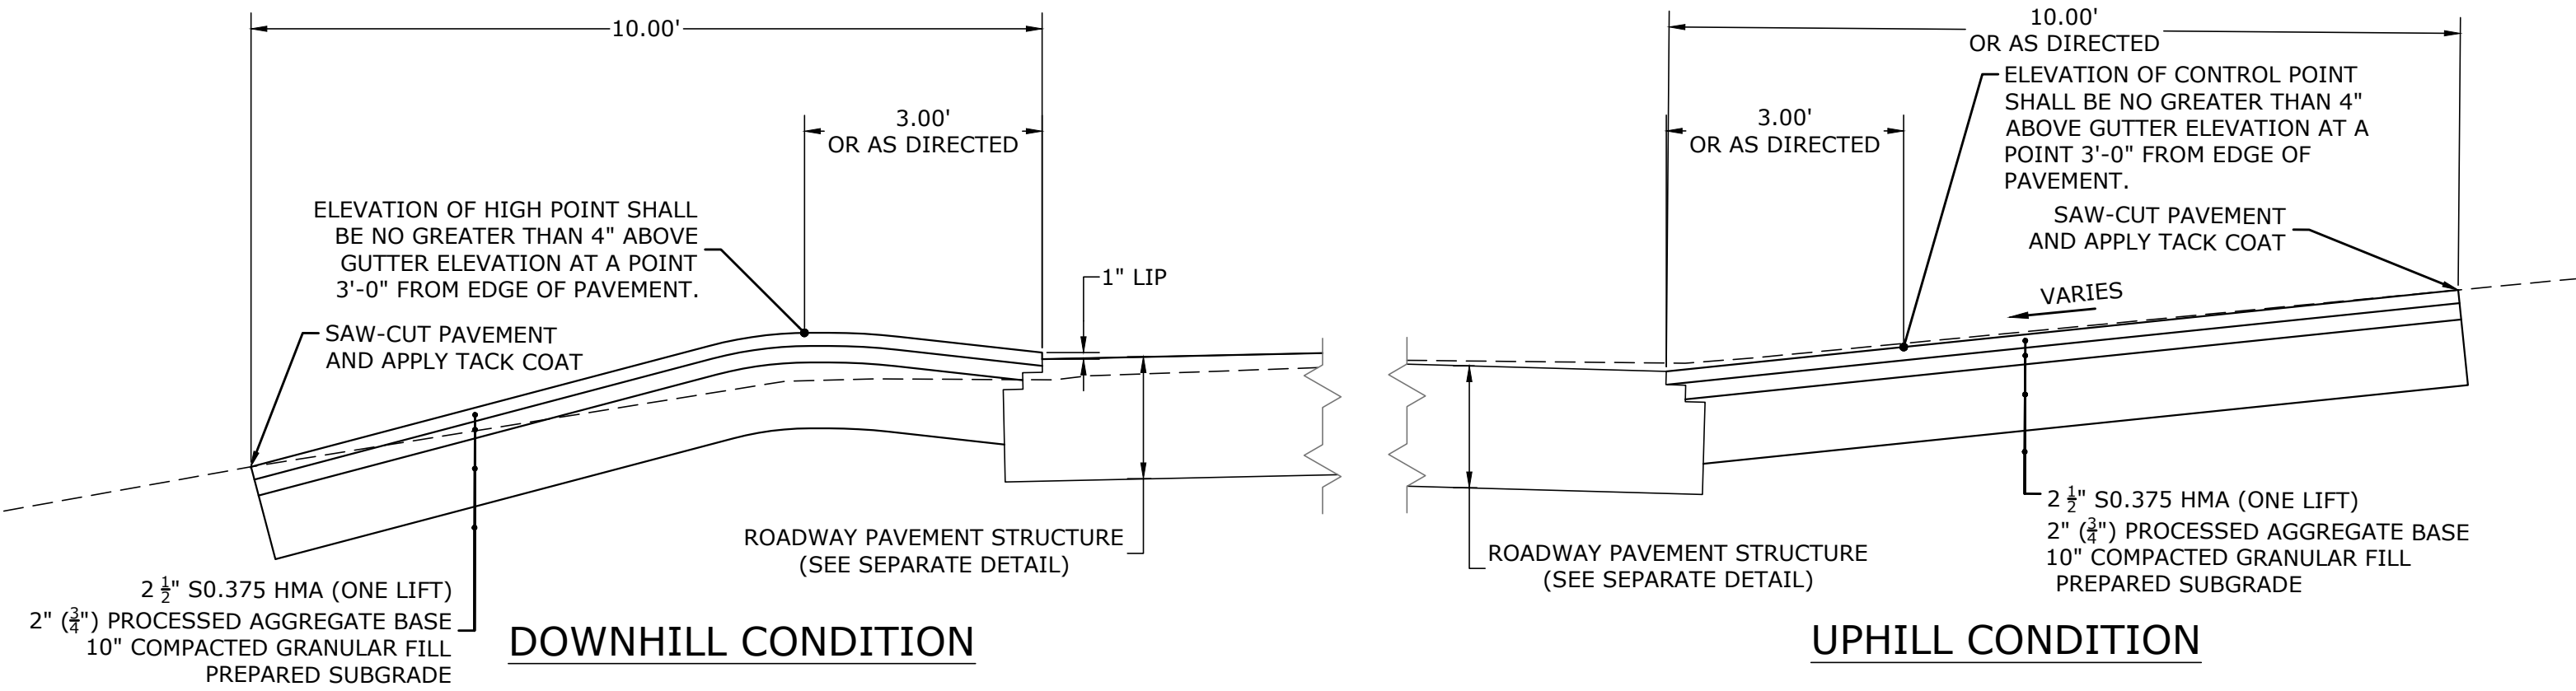 10.00'
3.00'
OR AS DIRECTED
ELEVATION OF HIGH POINT SHALL
BE NO GREATER THAN 4" ABOVE
GUTTER ELEVATION AT A POINT
3'-0" FROM EDGE OF PAVEMENT.
1" LIP
SAW-CUT PAVEMENT
AND APPLY TACK COAT
ROADWAY PAVEMENT STRUCTURE
(SEE SEPARATE DETAIL)
2 1/2" S0.375 HMA (ONE LIFT)
2" (3/4") PROCESSED AGGREGATE BASE
10" COMPACTED GRANULAR FILL
PREPARED SUBGRADE
DOWNHILL CONDITION
10.00'
OR AS DIRECTED
ELEVATION OF CONTROL POINT
SHALL BE NO GREATER THAN 4"
ABOVE GUTTER ELEVATION AT A
POINT 3'-0" FROM EDGE OF
PAVEMENT.
3.00'
OR AS DIRECTED
SAW-CUT PAVEMENT
AND APPLY TACK COAT
VARIES
ROADWAY PAVEMENT STRUCTURE
(SEE SEPARATE DETAIL)
2 1/2" S0.375 HMA (ONE LIFT)
2" (3/4") PROCESSED AGGREGATE BASE
10" COMPACTED GRANULAR FILL
PREPARED SUBGRADE
UPHILL CONDITION